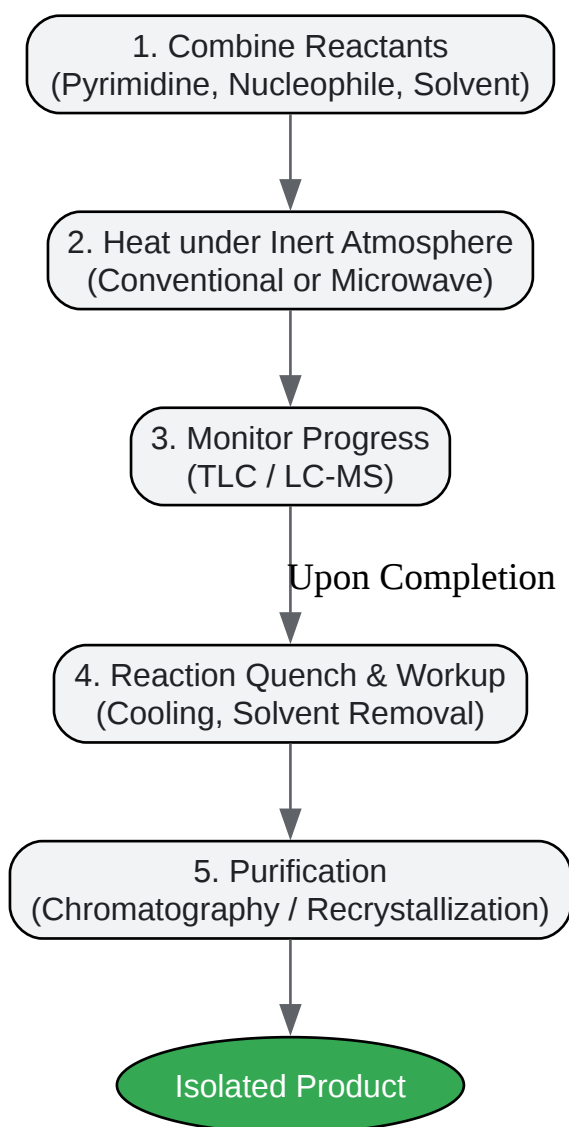 1. Combine Reactants
(Pyrimidine, Nucleophile, Solvent)
2. Heat under Inert Atmosphere
(Conventional or Microwave)
3. Monitor Progress
(TLC / LC-MS)
Upon Completion
4. Reaction Quench & Workup
(Cooling, Solvent Removal)
5. Purification
(Chromatography / Recrystallization)
Isolated Product